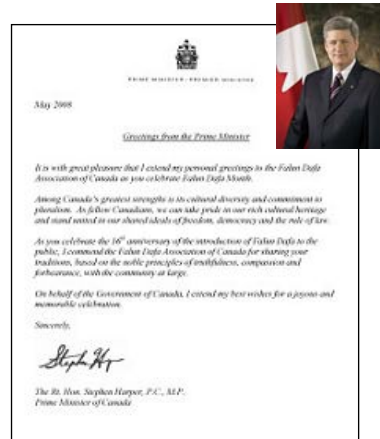 PRIME MINISTER · PREMIER MINISTRE
May 2008
Greetings from the Prime Minister
It is with great pleasure that I extend my personal greetings to the Falun Dafa
Association of Canada as you celebrate Falun Dafa Month.
Among Canada's greatest strengths is its cultural diversity and commitment to
pluralism. As fellow Canadians, we can take pride in our rich cultural heritage
and stand united in our shared ideals of freedom, democracy and the rule of law.
As you celebrate the 16th anniversary of the introduction of Falun Dafa to the
public, I commend the Falun Dafa Association of Canada for sharing your
traditions, based on the noble principles of truthfulness, compassion and
forbearance, with the community at large.
On behalf of the Government of Canada, I extend my best wishes for a joyous and
memorable celebration.
Sincerely,
The Rt. Hon. Stephen Harper, P.C., M.P.
Prime Minister of Canada